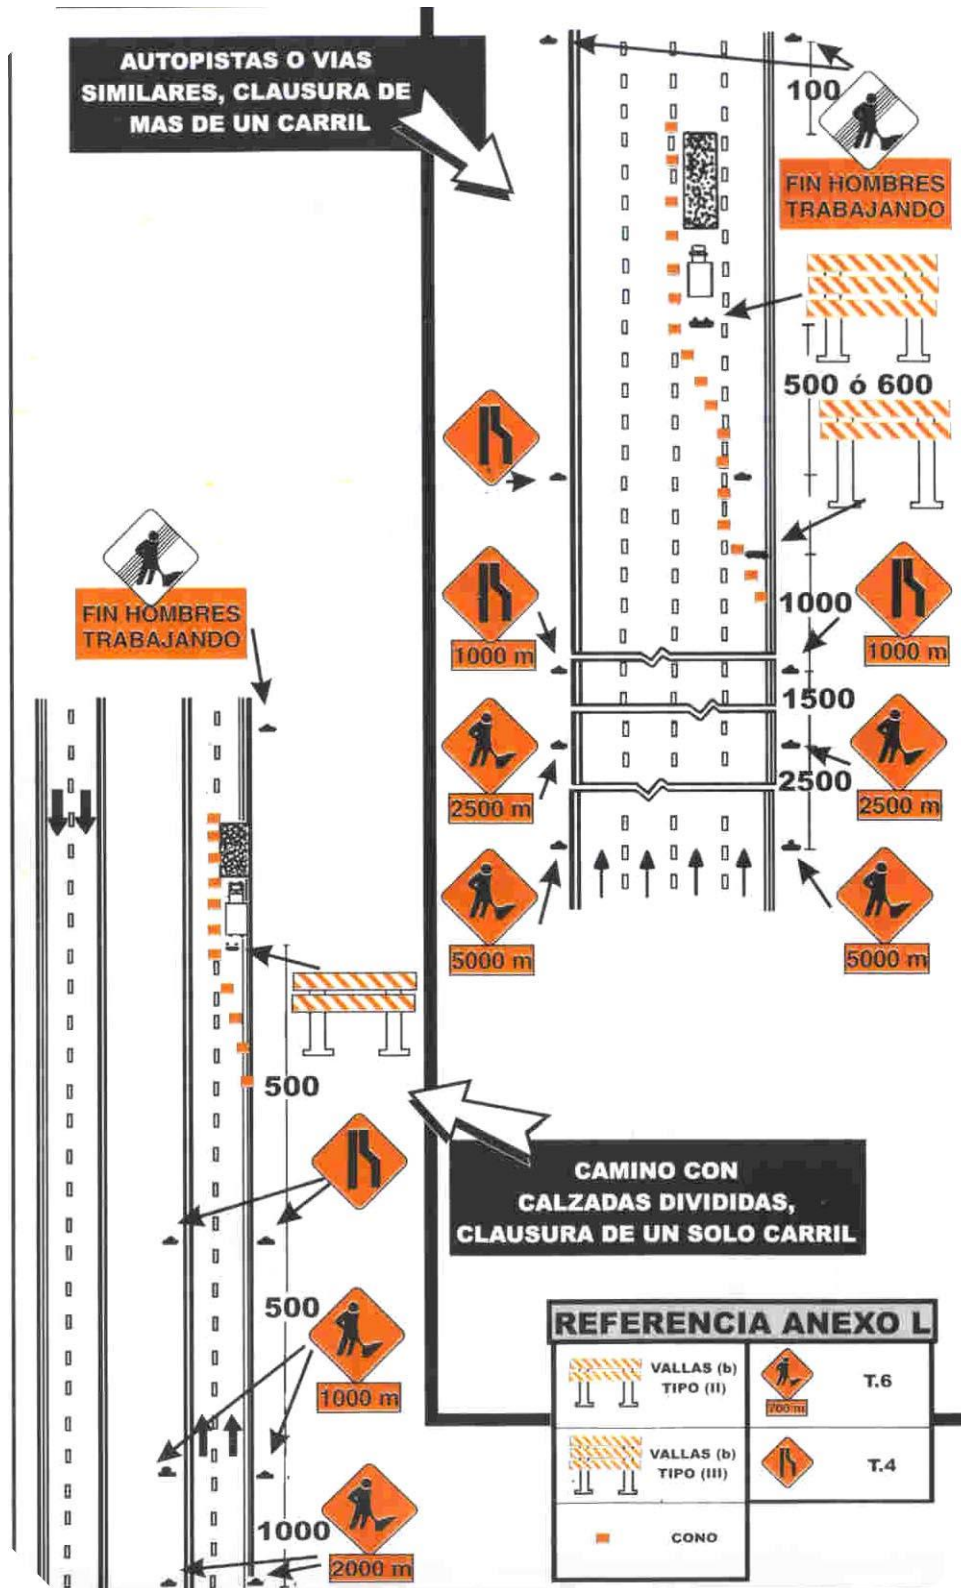 AUTOPISTAS O VIAS
SIMILARES, CLAUSURA DE
MAS DE UN CARRIL
100
FIN HOMBRES
TRABAJANDO
500 ó 600
1000
1000 m
1000 m
1500
2500 m
2500 m
2500
5000 m
5000 m
FIN HOMBRES
TRABAJANDO
500
500
1000 m
1000
2000 m
CAMINO CON
CALZADAS DIVIDIDAS,
CLAUSURA DE UN SOLO CARRIL
REFERENCIA ANEXO L
VALLAS (b)
TIPO (II)
T.6
700 m
VALLAS (b)
TIPO (III)
T.4
CONO